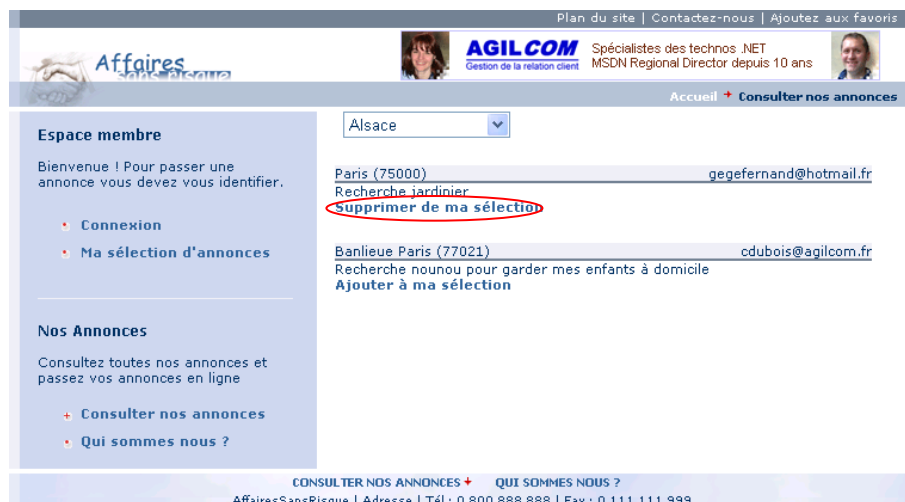 Plan du site | Contactez-nous | Ajoutez aux favoris
Affaires
sans risque
AGILCOM
Gestion de la relation client
Spécialistes des technos .NET
MSDN Regional Director depuis 10 ans
Accueil Consulter nos annonces
Espace membre
Bienvenue ! Pour passer une
annonce vous devez vous identifier.
Connexion
Ma sélection d'annonces
Nos Annonces
Consultez toutes nos annonces et
passez vos annonces en ligne
Consulter nos annonces
Qui sommes nous ?
Alsace
Paris (75000) gegefernand@hotmail.fr
Recherche jardinier
Supprimer de ma sélection
Banlieue Paris (77021) cdubois@agilcom.fr
Recherche nounou pour garder mes enfants à domicile
Ajouter à ma sélection
CONSULTER NOS ANNONCES QUI SOMMES NOUS ?
AffairesSansRisque | Adresse | Tél : 0 800 888 888 | Fax : 0 111 111 999